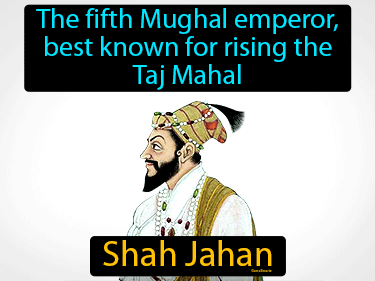 The fifth Mughal emperor,
best known for rising the
Taj Mahal
Shah Jahan